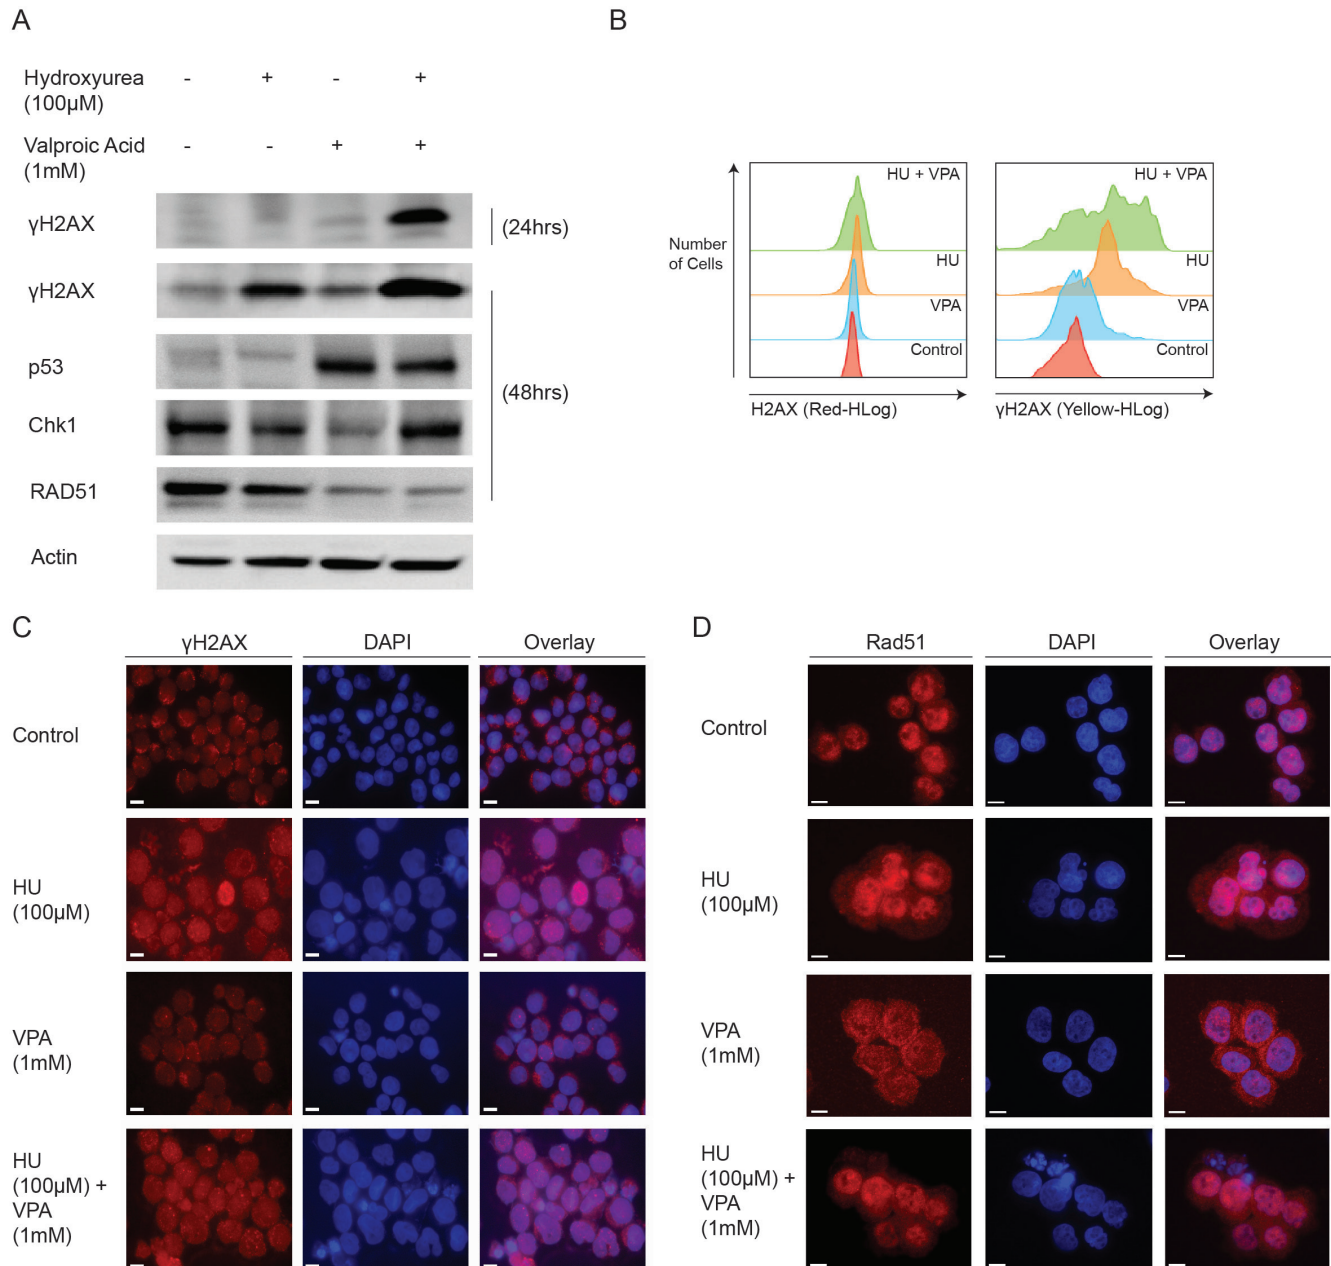 A
Hydroxyurea - + - +
(100µM)
Valproic Acid - - + +
(1mM)
γH2AX (24hrs)
γH2AX
p53
(48hrs)
Chk1
RAD51
Actin
B
Number
of Cells
HU + VPA
HU
VPA
Control
H2AX (Red-HLog)
HU + VPA
HU
VPA
Control
γH2AX (Yellow-HLog)
C
γH2AX DAPI Overlay
Control
HU
(100µM)
VPA
(1mM)
HU
(100µM) +
VPA
(1mM)
D
Rad51 DAPI Overlay
Control
HU
(100µM)
VPA
(1mM)
HU
(100µM) +
VPA
(1mM)